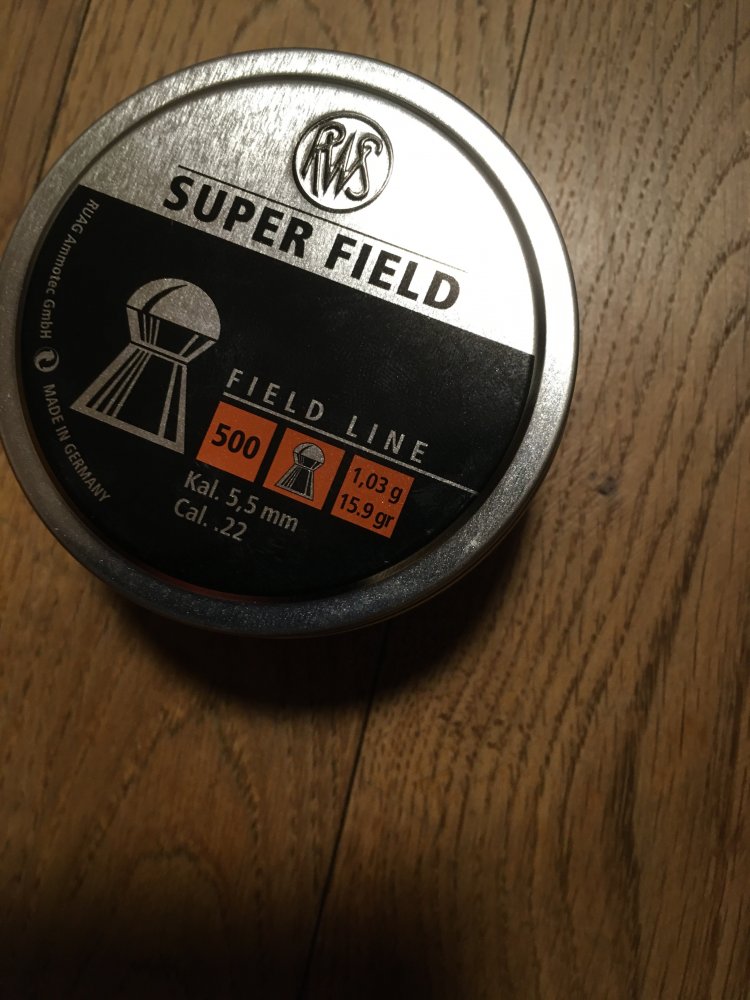 RWS
SUPER FIELD
RUAG Ammotec GmbH MADE IN GERMANY
FIELD LINE
500
1,03 g
15.9 gr
Kal. 5,5 mm
Cal. .22